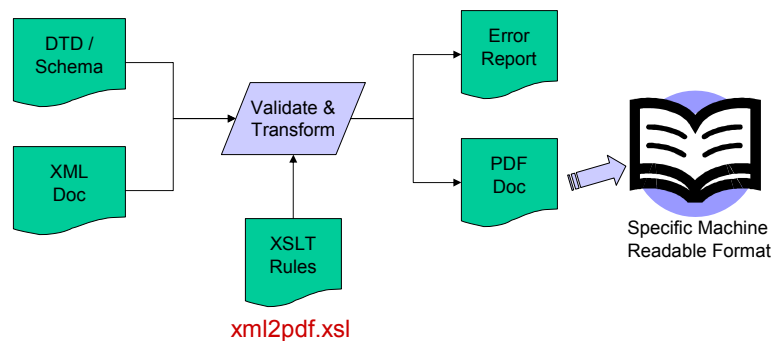 DTD /
Schema
XML
Doc
Validate &
Transform
XSLT
Rules
xml2pdf.xsl
Error
Report
PDF
Doc
Specific Machine
Readable Format